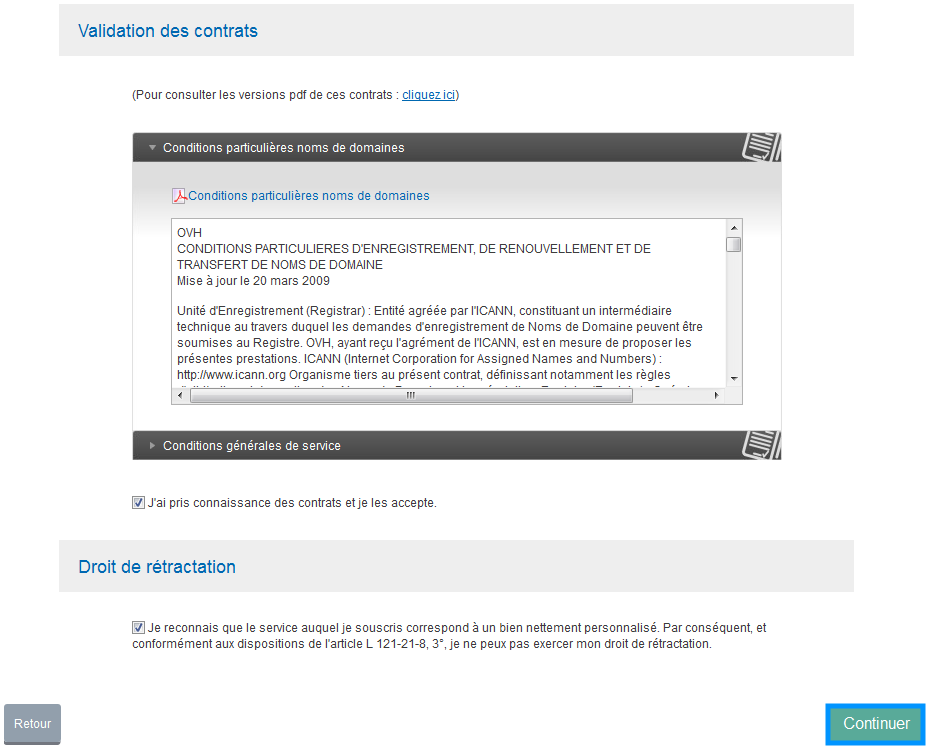 Validation des contrats
(Pour consulter les versions pdf de ces contrats : cliquez ici)
Conditions particulières noms de domaines
Conditions particulières noms de domaines
OVH
CONDITIONS PARTICULIERES D'ENREGISTREMENT, DE RENOUVELLEMENT ET DE
TRANSFERT DE NOMS DE DOMAINE
Mise à jour le 20 mars 2009
Unité d'Enregistrement (Registrar) : Entité agréée par l'ICANN, constituant un intermédiaire
technique au travers duquel les demandes d'enregistrement de Noms de Domaine peuvent être
soumises au Registre. OVH, ayant reçu l'agrément de l'ICANN, est en mesure de proposer les
présentes prestations. ICANN (Internet Corporation for Assigned Names and Numbers) :
http://www.icann.org Organisme tiers au présent contrat, définissant notamment les règles
Conditions générales de service
J'ai pris connaissance des contrats et je les accepte.
Droit de rétractation
Je reconnais que le service auquel je souscris correspond à un bien nettement personnalisé. Par conséquent, et
conformément aux dispositions de l'article L 121-21-8, 3°, je ne peux pas exercer mon droit de rétractation.
Retour
Continuer